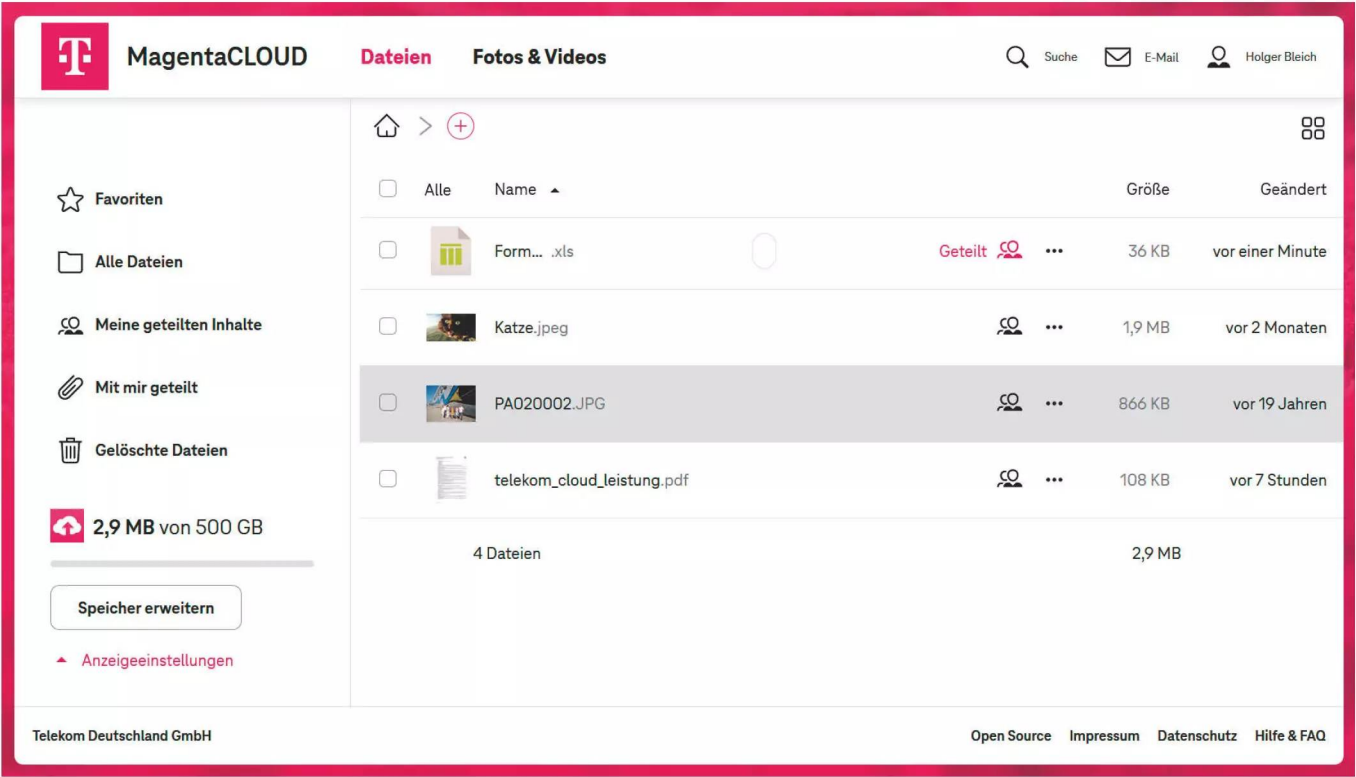 T MagentaCLOUD Dateien Fotos & Videos Suche E-Mail Holger Bleich
Favoriten
Alle Dateien
Meine geteilten Inhalte
Mit mir geteilt
Gelöschte Dateien
2,9 MB von 500 GB
Speicher erweitern
Anzeigeeinstellungen
Alle Name Größe Geändert
Form... .xls Geteilt 36 KB vor einer Minute
Katze.jpeg 1,9 MB vor 2 Monaten
PA020002.JPG 866 KB vor 19 Jahren
telekom_cloud_leistung.pdf 108 KB vor 7 Stunden
4 Dateien 2,9 MB
Telekom Deutschland GmbH Open Source Impressum Datenschutz Hilfe & FAQ